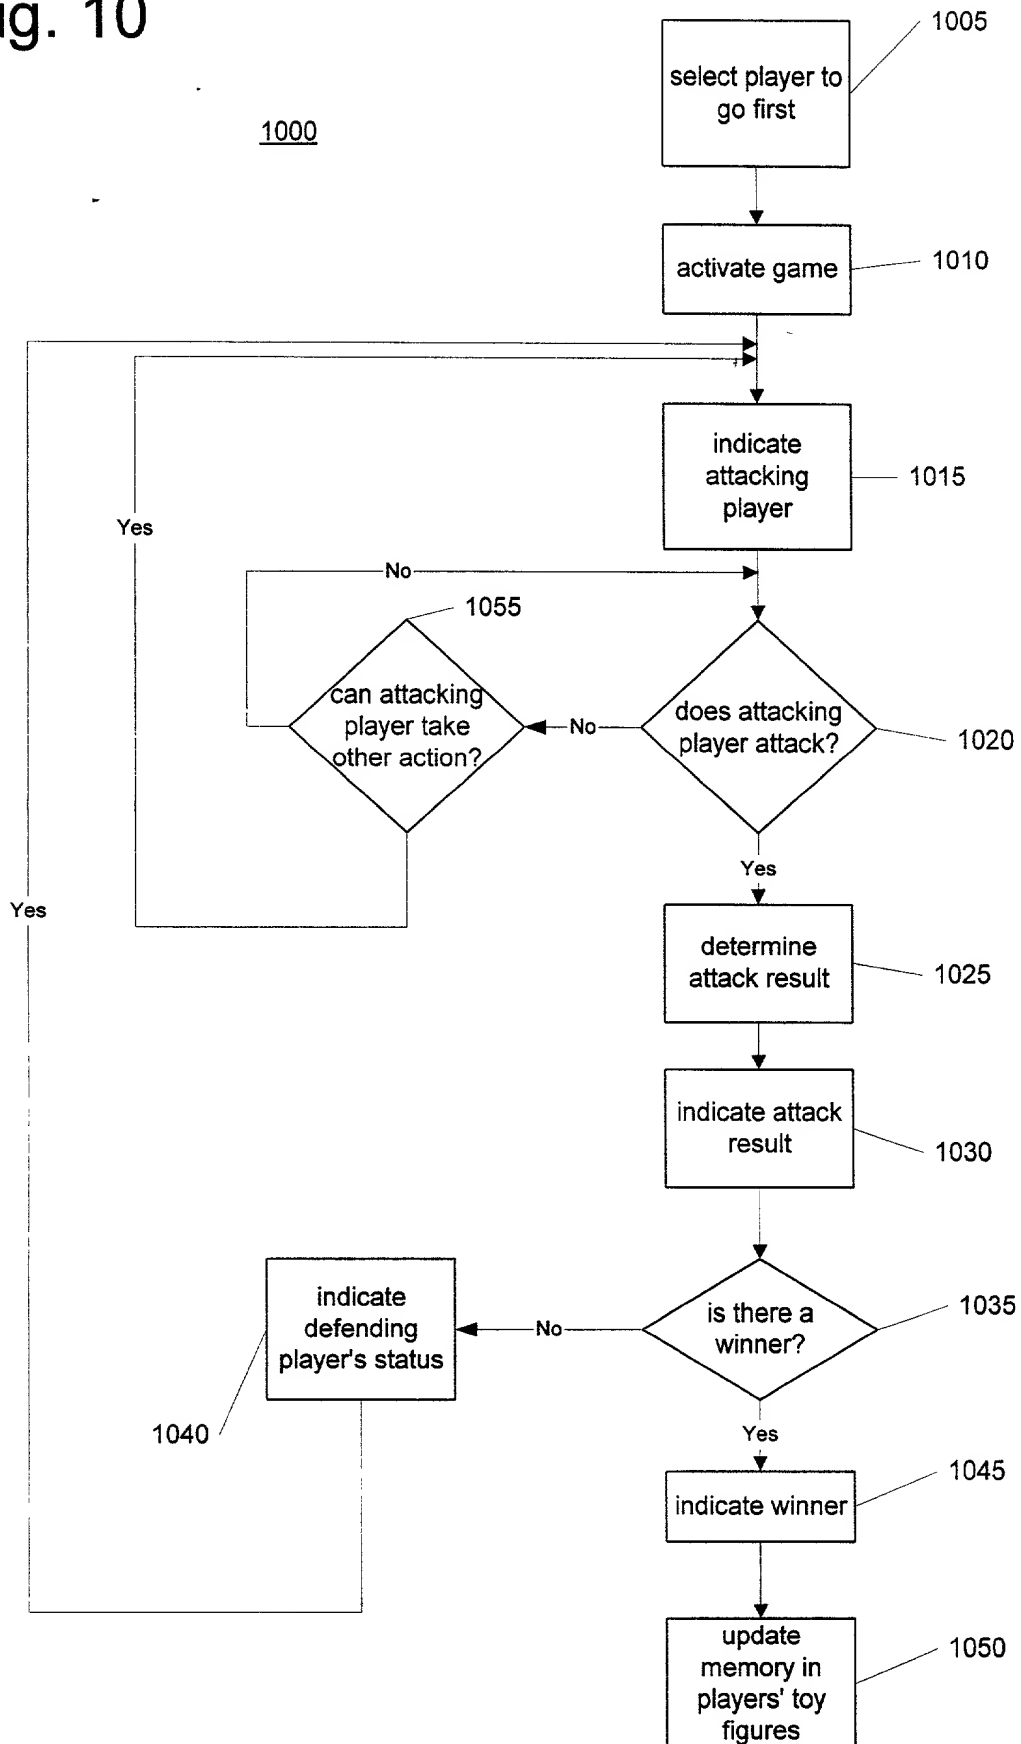 ig. 10
1000
select player to
go first
1005
activate game
1010
indicate
attacking
player
1015
Yes
No
1055
can attacking
player take
other action?
No
does attacking
player attack?
1020
Yes
Yes
determine
attack result
1025
indicate attack
result
1030
indicate
defending
player's status
1040
No
is there a
winner?
1035
Yes
indicate winner
1045
update
memory in
players' toy
figures
1050